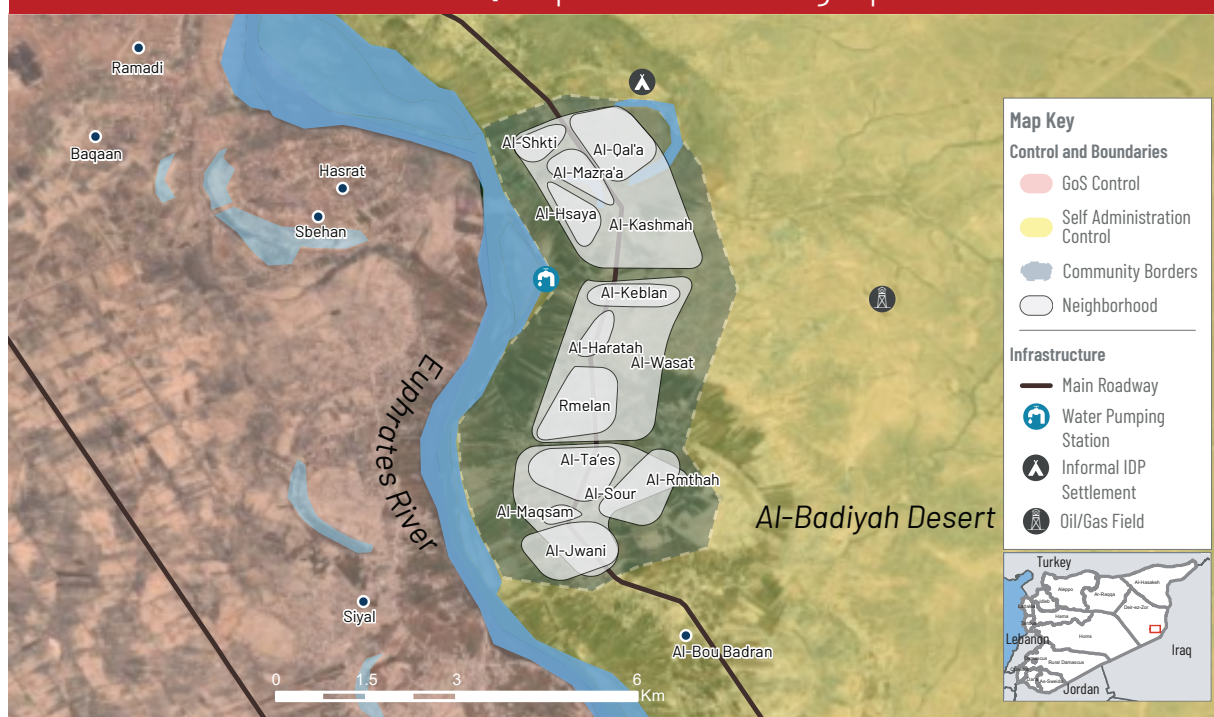 Ramadi
Baqaan
Hasrat
Sbehan
Al-Shkti
Al-Qal'a
Al-Mazra'a
Al-Hsaya
Al-Kashmah
Al-Keblan
Al-Haratah
Al-Wasat
Rmelan
Al-Ta'es
Al-Rmthah
Al-Sour
Al-Maqsam
Al-Jwani
Euphrates River
Al-Badiyah Desert
Siyal
Al-Bou Badran
0 1.5 3 6
Km
Map Key
Control and Boundaries
GoS Control
Self Administration
Control
Community Borders
Neighborhood
Infrastructure
Main Roadway
Water Pumping
Station
Informal IDP
Settlement
Oil/Gas Field
Turkey
Al-Hasakeh
Aleppo
Ar-Raqqa
Deir-ez-Zor
Hama
Homs
Lebanon
Iraq
Rural Damascus
Jordan